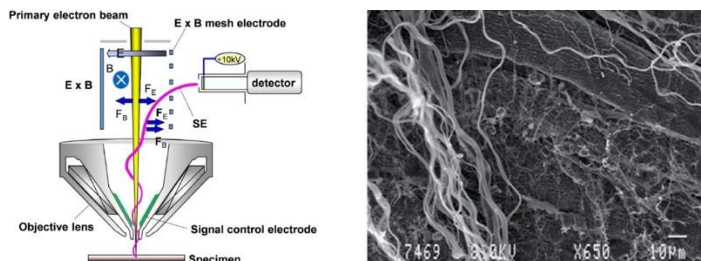 Primary electron beam
E x B mesh electrode
E
B
+10kV
detector
E x B
F_E
F_B
F_E
F_B
SE
Objective lens
Signal control electrode
Specimen
7469 X650 10μm